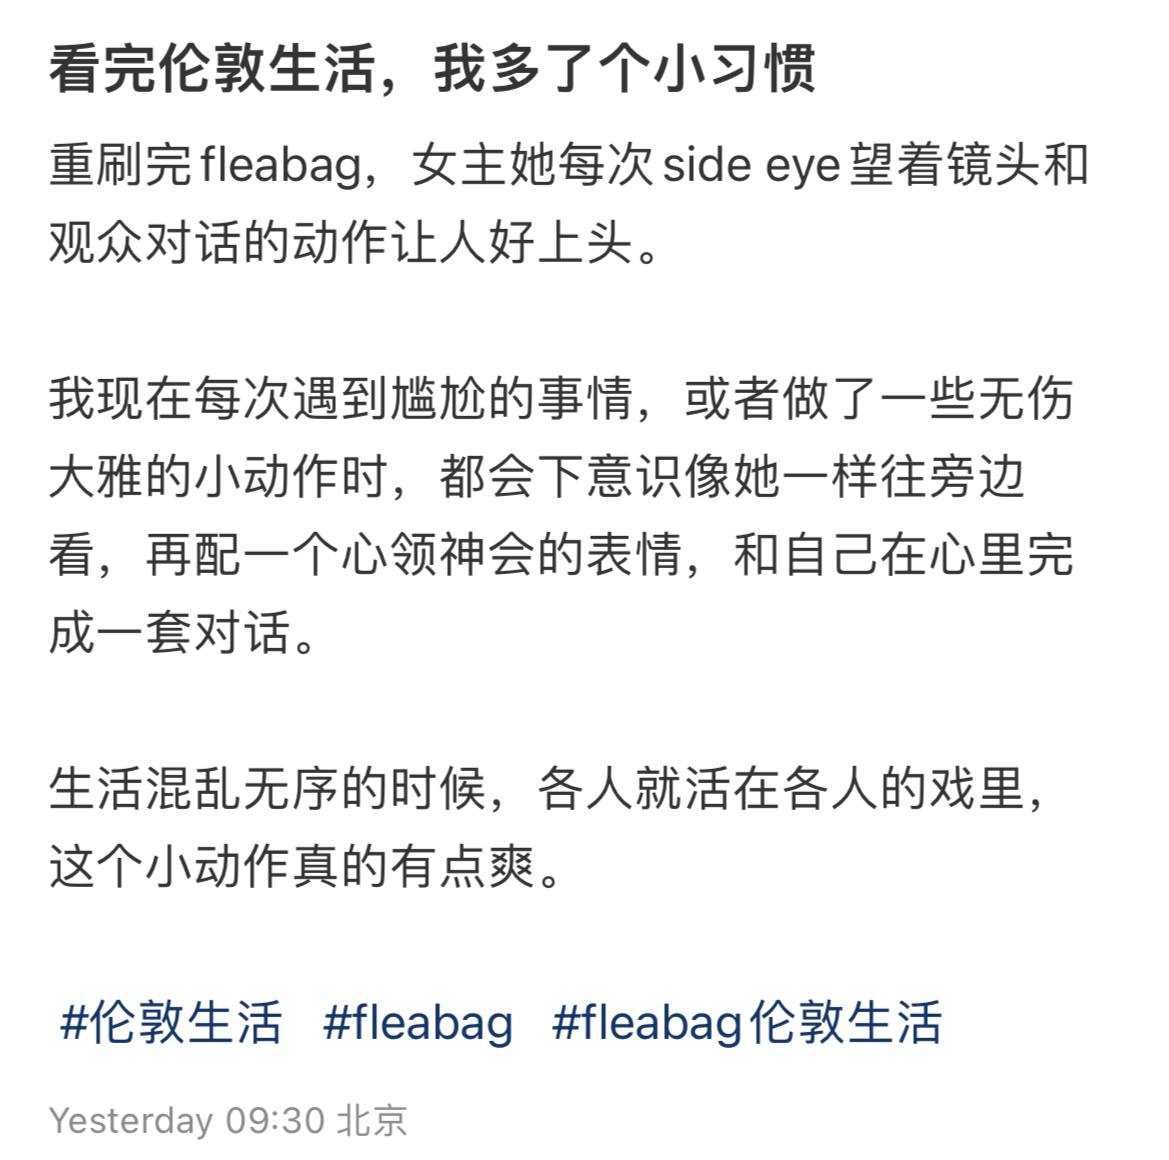 看完伦敦生活，我多了个小习惯
重刷完fleabag，女主她每次side eye望着镜头和
观众对话的动作让人好上头。
我现在每次遇到尴尬的事情，或者做了一些无伤
大雅的小动作时，都会下意识像她一样往旁边
看，再配一个心领神会的表情，和自己在心里完
成一套对话。
生活混乱无序的时候，各人就活在各人的戏里，
这个小动作真的有点爽。
#伦敦生活 #fleabag #fleabag伦敦生活
Yesterday 09:30 北京